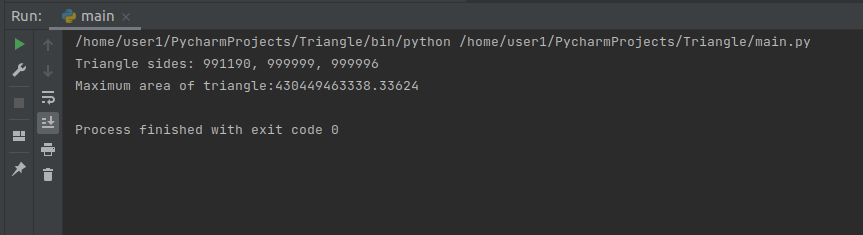 Run: main ×
/home/user1/PycharmProjects/Triangle/bin/python /home/user1/PycharmProjects/Triangle/main.py
Triangle sides: 991190, 999999, 999996
Maximum area of triangle:430449463338.33624
Process finished with exit code 0